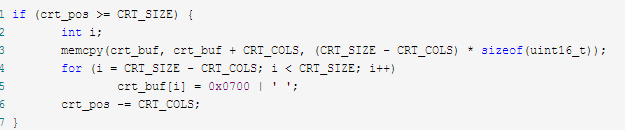 1 if (crt_pos >= CRT_SIZE) {
2 int i;
3 memcpy(crt_buf, crt_buf + CRT_COLS, (CRT_SIZE - CRT_COLS) * sizeof(uint16_t));
4 for (i = CRT_SIZE - CRT_COLS; i < CRT_SIZE; i++)
5 crt_buf[i] = 0x0700 | ' ';
6 crt_pos -= CRT_COLS;
7 }